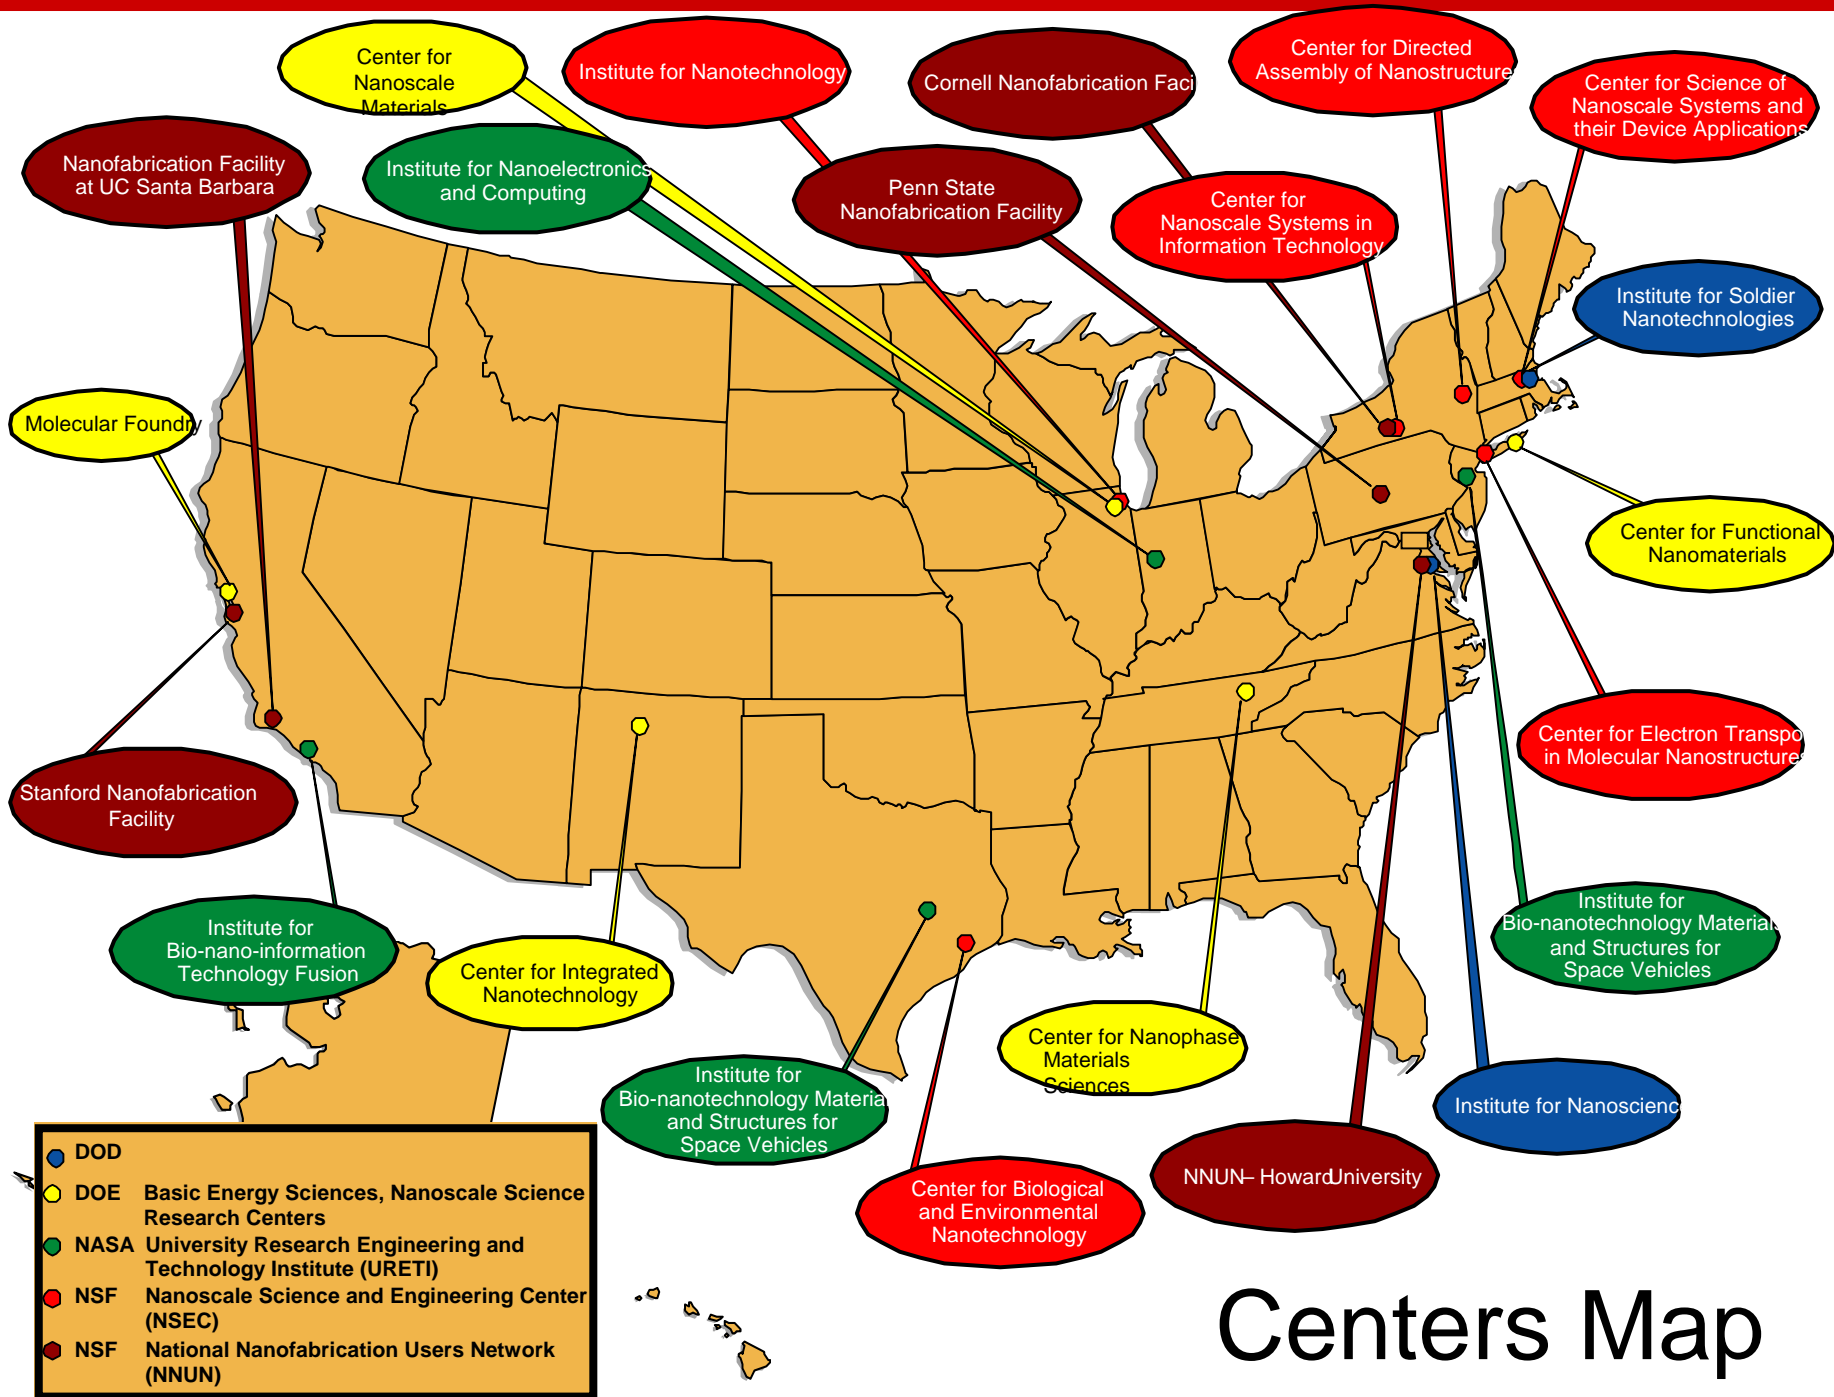 Center for
Nanoscale
Materials
Institute for Nanotechnology
Cornell Nanofabrication Faci
Center for Directed
Assembly of Nanostructure
Center for Science of
Nanoscale Systems and
their Device Applications
Nanofabrication Facility
at UC Santa Barbara
Institute for Nanoelectronics
and Computing
Penn State
Nanofabrication Facility
Center for
Nanoscale Systems in
Information Technology
Institute for Soldier
Nanotechnologies
Molecular Foundry
Center for Functional
Nanomaterials
Stanford Nanofabrication
Facility
Center for Electron Transpo
in Molecular Nanostructures
Institute for
Bio-nano-information
Technology Fusion
Center for Integrated
Nanotechnology
Institute for
Bio-nanotechnology Materials
and Structures for
Space Vehicles
Center for Nanophase
Materials
Sciences
Institute for
Bio-nanotechnology Materia
and Structures for
Space Vehicles
Institute for Nanoscienc
NNUN– Howard University
Center for Biological
and Environmental
Nanotechnology
DOD
DOE Basic Energy Sciences, Nanoscale Science
Research Centers
NASA University Research Engineering and
Technology Institute (URETI)
NSF Nanoscale Science and Engineering Center
(NSEC)
NSF National Nanofabrication Users Network
(NNUN)
Centers Map